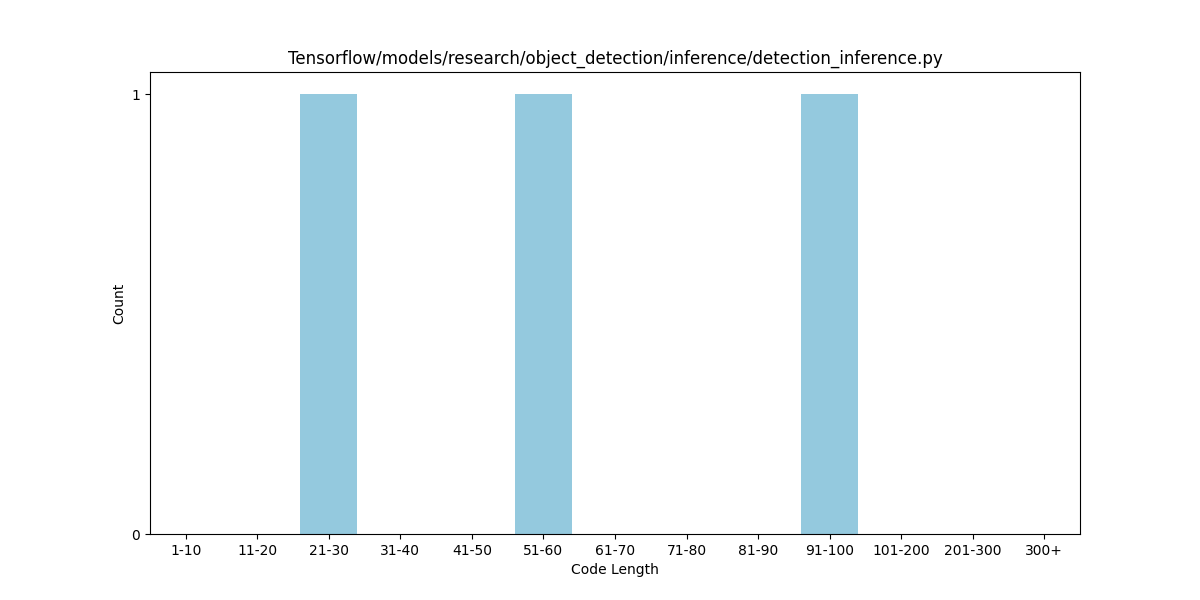 Tensorflow/models/research/object_detection/inference/detection_inference.py
1
Count
0
1-10 11-20 21-30 31-40 41-50 51-60 61-70 71-80 81-90 91-100 101-200 201-300 300+
Code Length